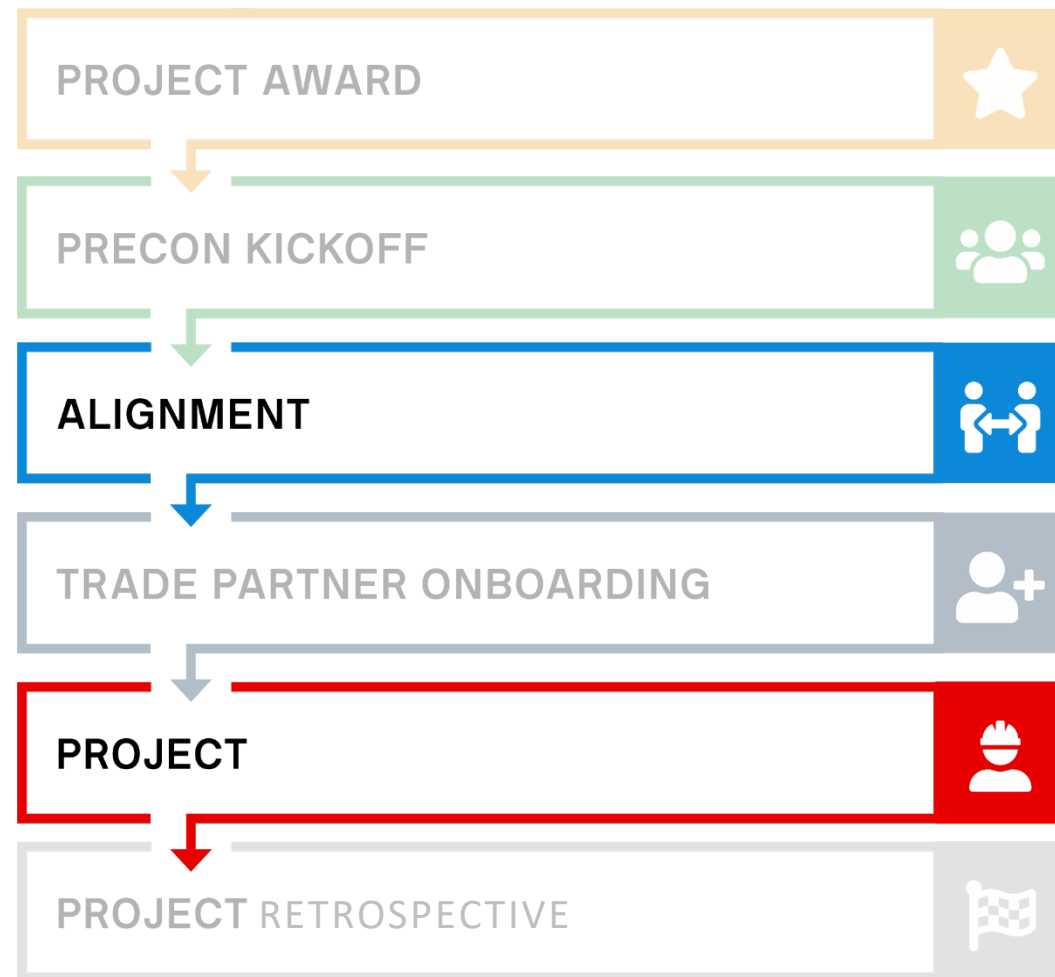 PROJECT AWARD
PRECON KICKOFF
ALIGNMENT
TRADE PARTNER ONBOARDING
PROJECT
PROJECT RETROSPECTIVE